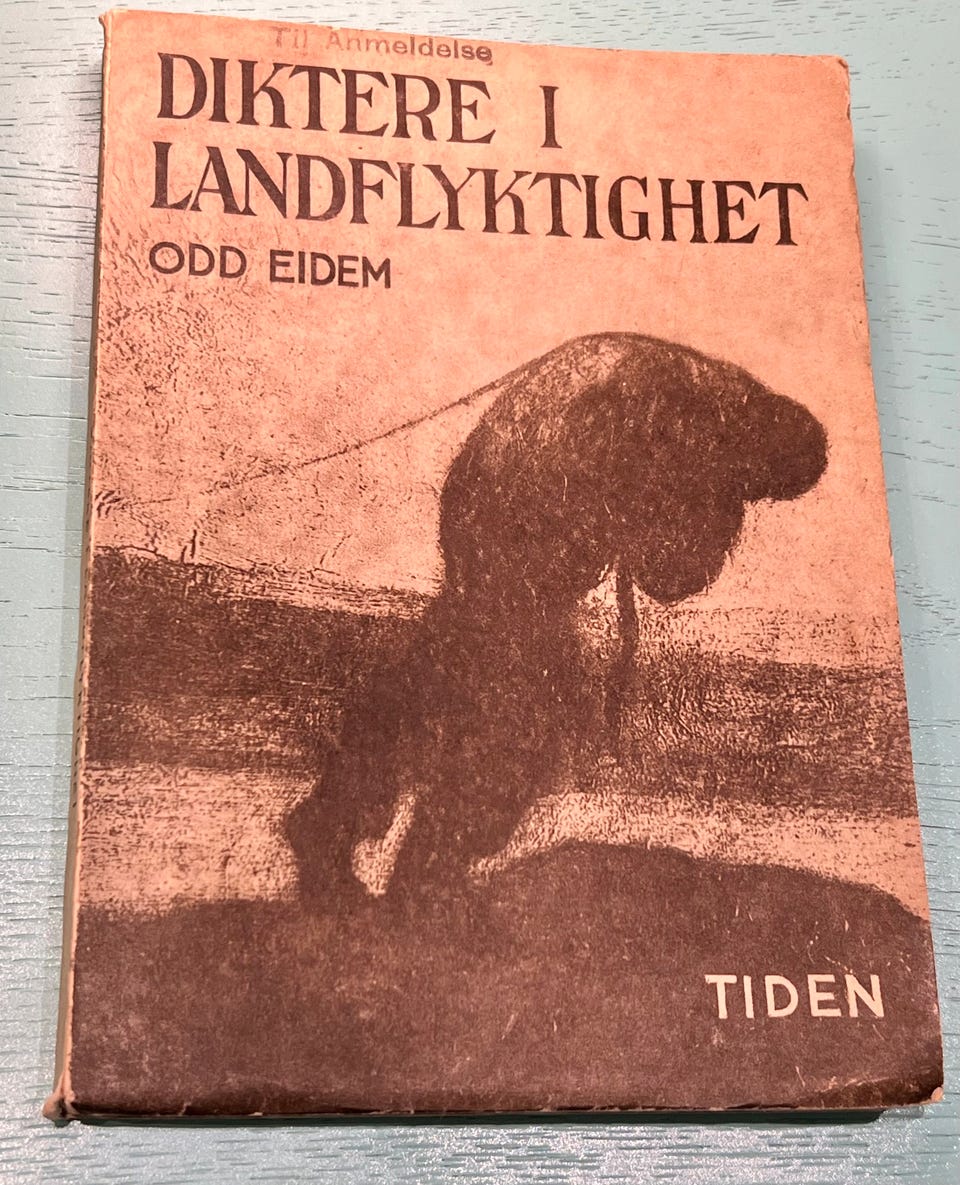 Til Anmeldelse
DIKTERE I
LANDFLYKTIGHET
ODD EIDEM
TIDEN